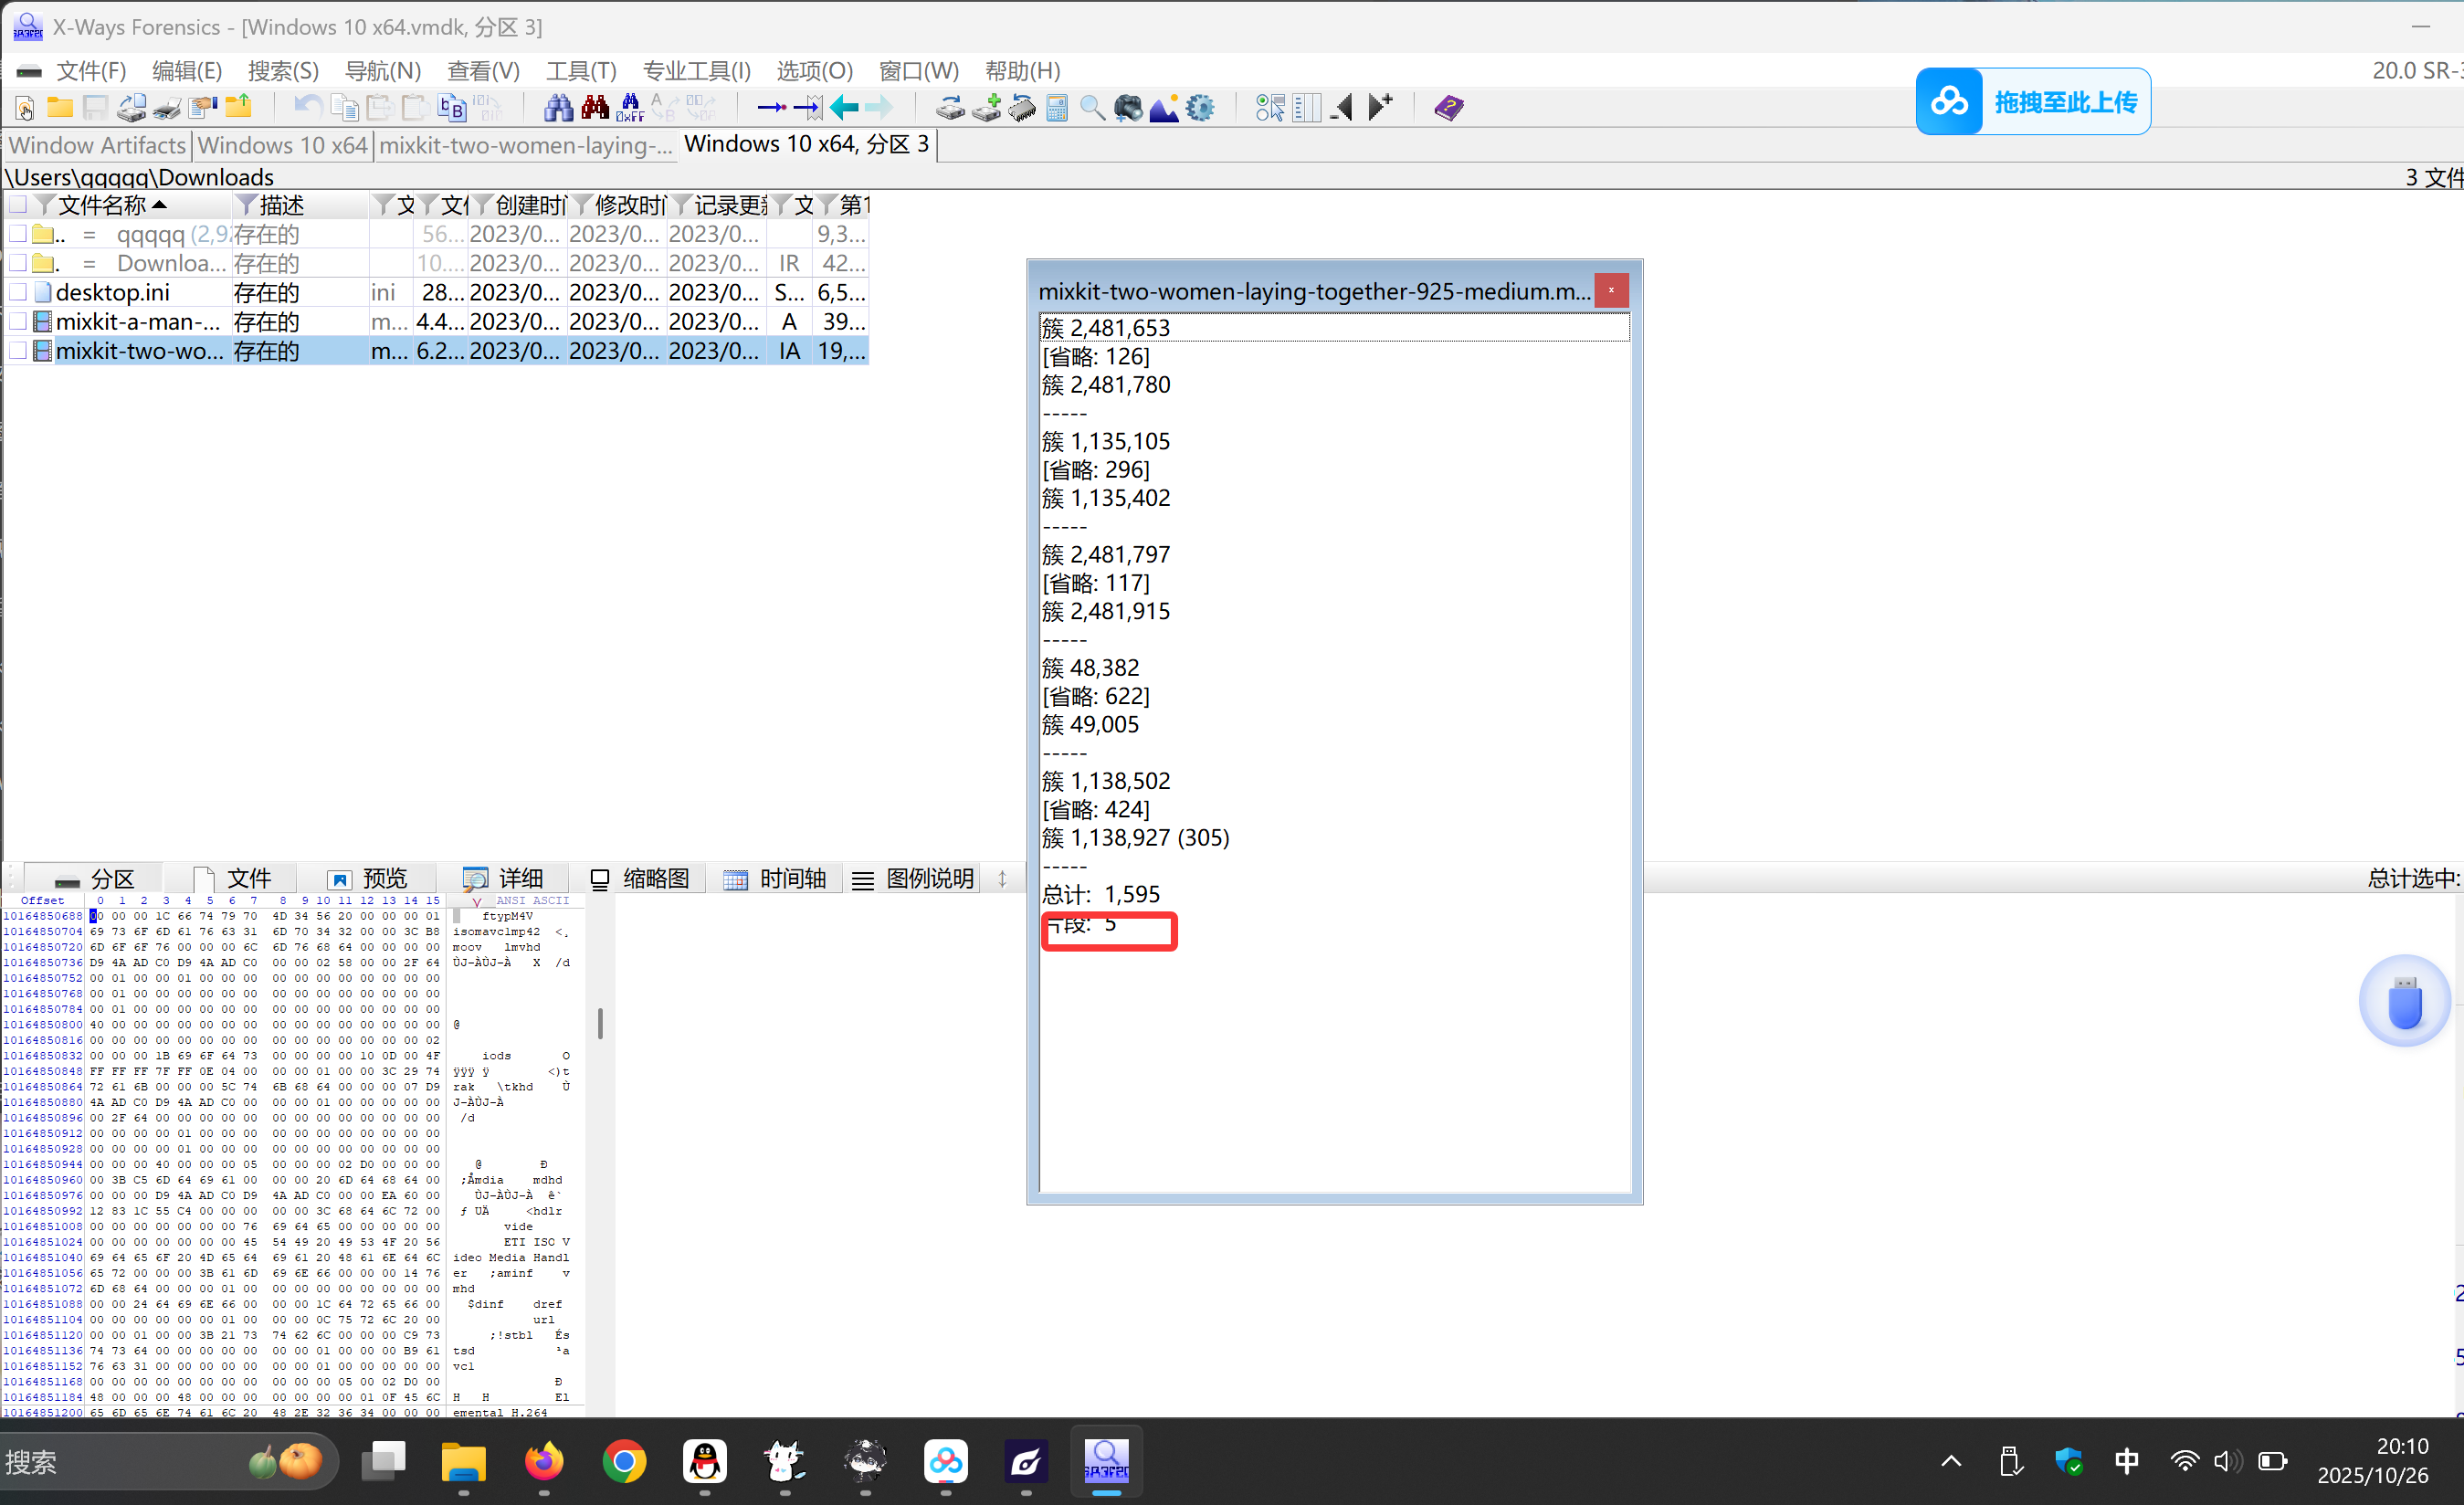 X-Ways Forensics - [Windows 10 x64.vmdk, 分区 3]
文件(F) 编辑(E) 搜索(S) 导航(N) 查看(V) 工具(T) 专业工具(I) 选项(O) 窗口(W) 帮助(H) 20.0 SR-
拖拽至此上传
Window Artifacts Windows 10 x64 mixkit-two-women-laying-... Windows 10 x64, 分区 3
\Users\qqqqq\Downloads 3 文件
文件名称 描述 文 文件 创建时间 修改时间 记录更新 文 第1
.. = qqqqq (2,92 存在的 56... 2023/0... 2023/0... 2023/0... 9,3...
. = Downloa... 存在的 10.... 2023/0... 2023/0... 2023/0... IR 42...
desktop.ini 存在的 ini 28... 2023/0... 2023/0... 2023/0... S... 6,5...
mixkit-a-man-... 存在的 m... 4.4... 2023/0... 2023/0... 2023/0... A 39...
mixkit-two-wo... 存在的 m... 6.2... 2023/0... 2023/0... 2023/0... IA 19,...
mixkit-two-women-laying-together-925-medium.m...
簇 2,481,653
[省略: 126]
簇 2,481,780
-----
簇 1,135,105
[省略: 296]
簇 1,135,402
-----
簇 2,481,797
[省略: 117]
簇 2,481,915
-----
簇 48,382
[省略: 622]
簇 49,005
-----
簇 1,138,502
[省略: 424]
簇 1,138,927 (305)
-----
总计: 1,595
片段: 5
分区 文件 预览 详细 缩略图 时间轴 图例说明 总计选中:
Offset 0 1 2 3 4 5 6 7 8 9 10 11 12 13 14 15 ANSI ASCII
10164850688 00 00 00 1C 66 74 79 70 4D 34 56 20 00 00 00 01 ftypM4V
10164850704 69 73 6F 6D 61 76 63 31 6D 70 34 32 00 00 3C B8 isomavc1mp42 <¸
10164850720 6D 6F 6F 76 00 00 00 6C 6D 76 68 64 00 00 00 00 moov lmvhd
10164850736 D9 4A AD C0 D9 4A AD C0 00 00 02 58 00 00 2F 64 ÙJ-ÀÙJ-À X /d
10164850752 00 01 00 00 01 00 00 00 00 00 00 00 00 00 00 00
10164850768 00 01 00 00 00 00 00 00 00 00 00 00 00 00 00 00
10164850784 00 01 00 00 00 00 00 00 00 00 00 00 00 00 00 00
10164850800 40 00 00 00 00 00 00 00 00 00 00 00 00 00 00 00 @
10164850816 00 00 00 00 00 00 00 00 00 00 00 00 00 00 00 02
10164850832 00 00 00 1B 69 6F 64 73 00 00 00 00 10 0D 00 4F iods O
10164850848 FF FF FF 7F FF 0E 04 00 00 00 01 00 00 3C 29 74 ÿÿÿ ÿ <)t
10164850864 72 61 6B 00 00 00 5C 74 6B 68 64 00 00 00 07 D9 rak \tkhd Ù
10164850880 4A AD C0 D9 4A AD C0 00 00 00 01 00 00 00 00 00 J-ÀÙJ-À
10164850896 00 2F 64 00 00 00 00 00 00 00 00 00 00 00 00 00 /d
10164850912 00 00 00 00 01 00 00 00 00 00 00 00 00 00 00 00
10164850928 00 00 00 00 01 00 00 00 00 00 00 00 00 00 00 00
10164850944 00 00 00 40 00 00 00 05 00 00 00 02 D0 00 00 00 @ Ð
10164850960 00 3B C5 6D 64 69 61 00 00 00 20 6D 64 68 64 00 ;Åmdia mdhd
10164850976 00 00 00 D9 4A AD C0 D9 4A AD C0 00 00 EA 60 00 ÙJ-ÀÙJ-À ê`
10164850992 12 83 1C 55 C4 00 00 00 00 00 3C 68 64 6C 72 00 ƒ UÄ <hdlr
10164851008 00 00 00 00 00 00 00 76 69 64 65 00 00 00 00 00 vide
10164851024 00 00 00 00 00 00 00 45 54 49 20 49 53 4F 20 56 ETI ISO V
10164851040 69 64 65 6F 20 4D 65 64 69 61 20 48 61 6E 64 6C ideo Media Handl
10164851056 65 72 00 00 00 3B 61 6D 69 6E 66 00 00 00 14 76 er ;aminf v
10164851072 6D 68 64 00 00 00 01 00 00 00 00 00 00 00 00 00 mhd
10164851088 00 00 24 64 69 6E 66 00 00 00 1C 64 72 65 66 00 $dinf dref
10164851104 00 00 00 00 00 00 01 00 00 00 0C 75 72 6C 20 00 url
10164851120 00 00 01 00 00 3B 21 73 74 62 6C 00 00 00 C9 73 ;!stbl És
10164851136 74 73 64 00 00 00 00 00 00 00 01 00 00 00 B9 61 tsd ¹a
10164851152 76 63 31 00 00 00 00 00 00 00 01 00 00 00 00 00 vc1
10164851168 00 00 00 00 00 00 00 00 00 00 00 05 00 02 D0 00 Ð
10164851184 48 00 00 00 48 00 00 00 00 00 00 00 01 0F 45 6C H H El
10164851200 65 6D 65 6E 74 61 6C 20 48 2E 32 36 34 00 00 00 emental H.264
搜索
中
20:10
2025/10/26